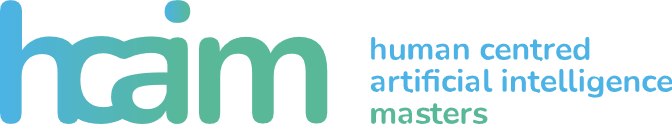 hcaim
human centred
artificial intelligence
masters